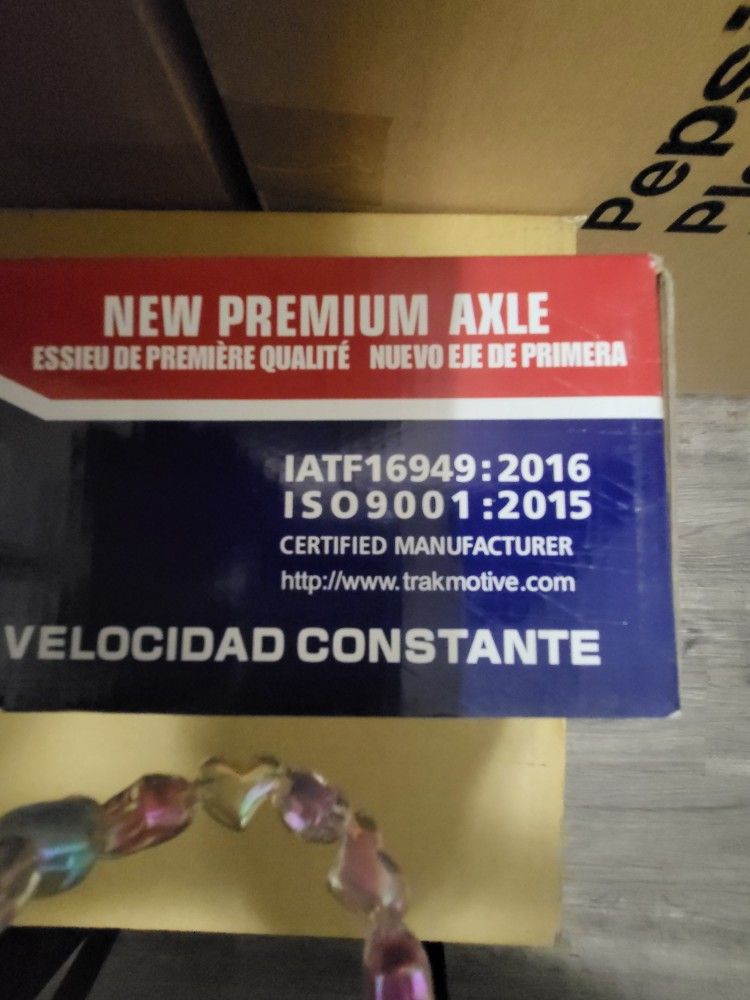 Pepsi
NEW PREMIUM AXLE
ESSIEU DE PREMIÈRE QUALITÉ NUEVO EJE DE PRIMERA
IATF16949:2016
ISO9001:2015
CERTIFIED MANUFACTURER
http://www.trakmotive.com
VELOCIDAD CONSTANTE